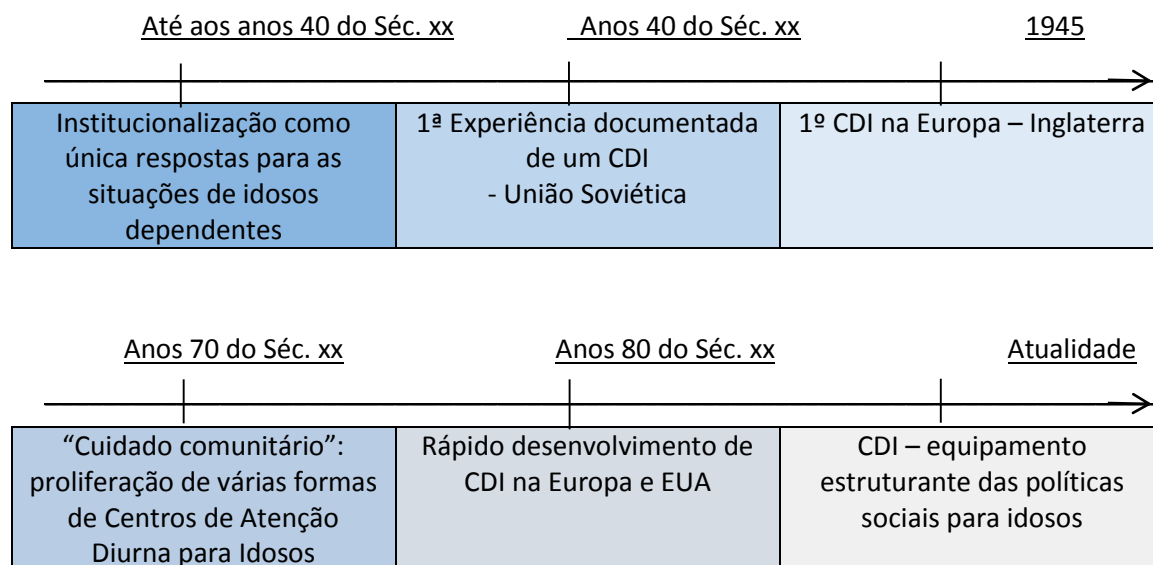 Até aos anos 40 do Séc. xx Anos 40 do Séc. xx 1945
Institucionalização como
única respostas para as
situações de idosos
dependentes
1ª Experiência documentada
de um CDI
- União Soviética
1º CDI na Europa – Inglaterra
Anos 70 do Séc. xx Anos 80 do Séc. xx Atualidade
“Cuidado comunitário”:
proliferação de várias formas
de Centros de Atenção
Diurna para Idosos
Rápido desenvolvimento de
CDI na Europa e EUA
CDI – equipamento
estruturante das políticas
sociais para idosos